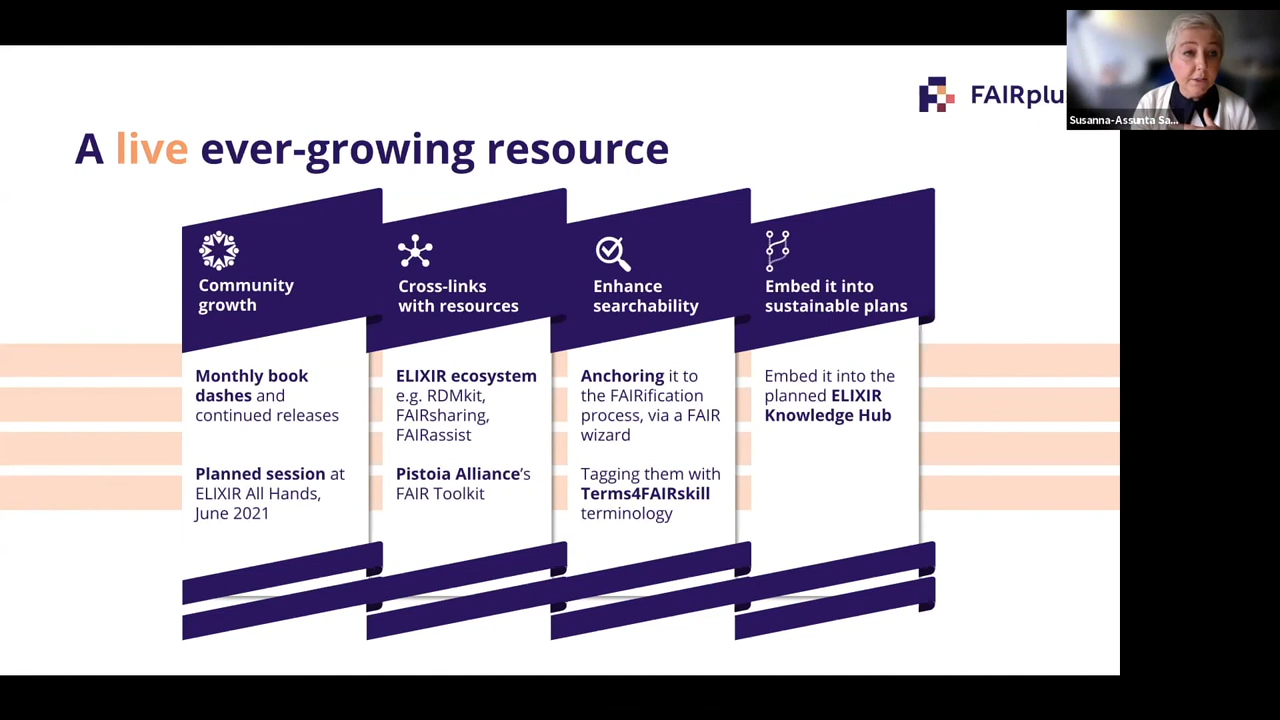 FAIRplu
Susanna-Assunta Sa...
A live ever-growing resource
Community
growth
Cross-links
with resources
Enhance
searchability
Embed it into
sustainable plans
Monthly book
dashes and
continued releases
Planned session at
ELIXIR All Hands,
June 2021
ELIXIR ecosystem
e.g. RDMkit,
FAIRsharing,
FAIRassist
Pistoia Alliance's
FAIR Toolkit
Anchoring it to
the FAIRification
process, via a FAIR
wizard
Tagging them with
Terms4FAIRskill
terminology
Embed it into the
planned ELIXIR
Knowledge Hub